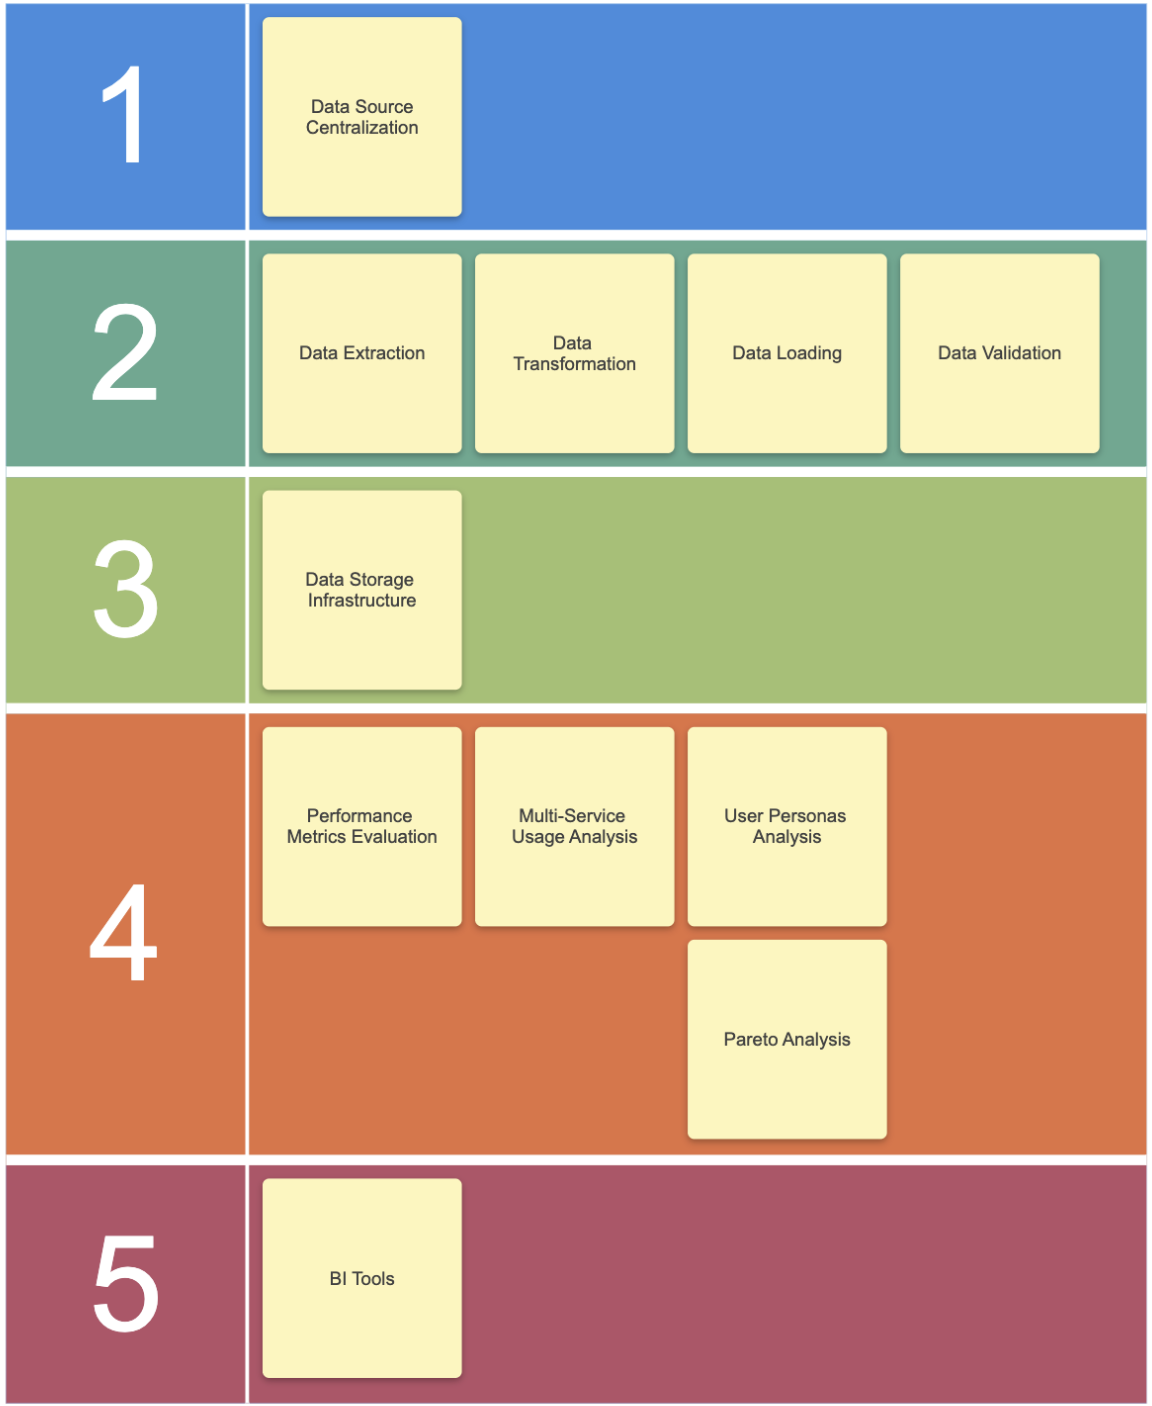 1
Data Source
Centralization
2
Data Extraction
Data
Transformation
Data Loading
Data Validation
3
Data Storage
Infrastructure
4
Performance
Metrics Evaluation
Multi-Service
Usage Analysis
User Personas
Analysis
Pareto Analysis
5
BI Tools